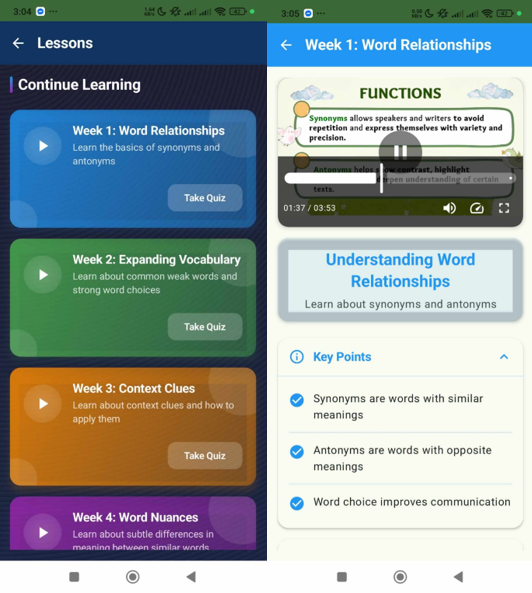 3:04
Lessons
Continue Learning
Week 1: Word Relationships
Learn the basics of synonyms and
antonyms
Take Quiz
Week 2: Expanding Vocabulary
Learn about common weak words and
strong word choices
Take Quiz
Week 3: Context Clues
Learn about context clues and how to
apply them
Take Quiz
Week 4: Word Nuances
Learn about subtle differences in
meaning between similar words
3:05
Week 1: Word Relationships
FUNCTIONS
Synonyms allows speakers and writers to avoid
repetition and express themselves with variety and
precision.
Antonyms helps show contrast, highlight
deepen understanding of certain
texts.
01:37 / 03:53
Understanding Word
Relationships
Learn about synonyms and antonyms
Key Points
Synonyms are words with similar
meanings
Antonyms are words with opposite
meanings
Word choice improves communication